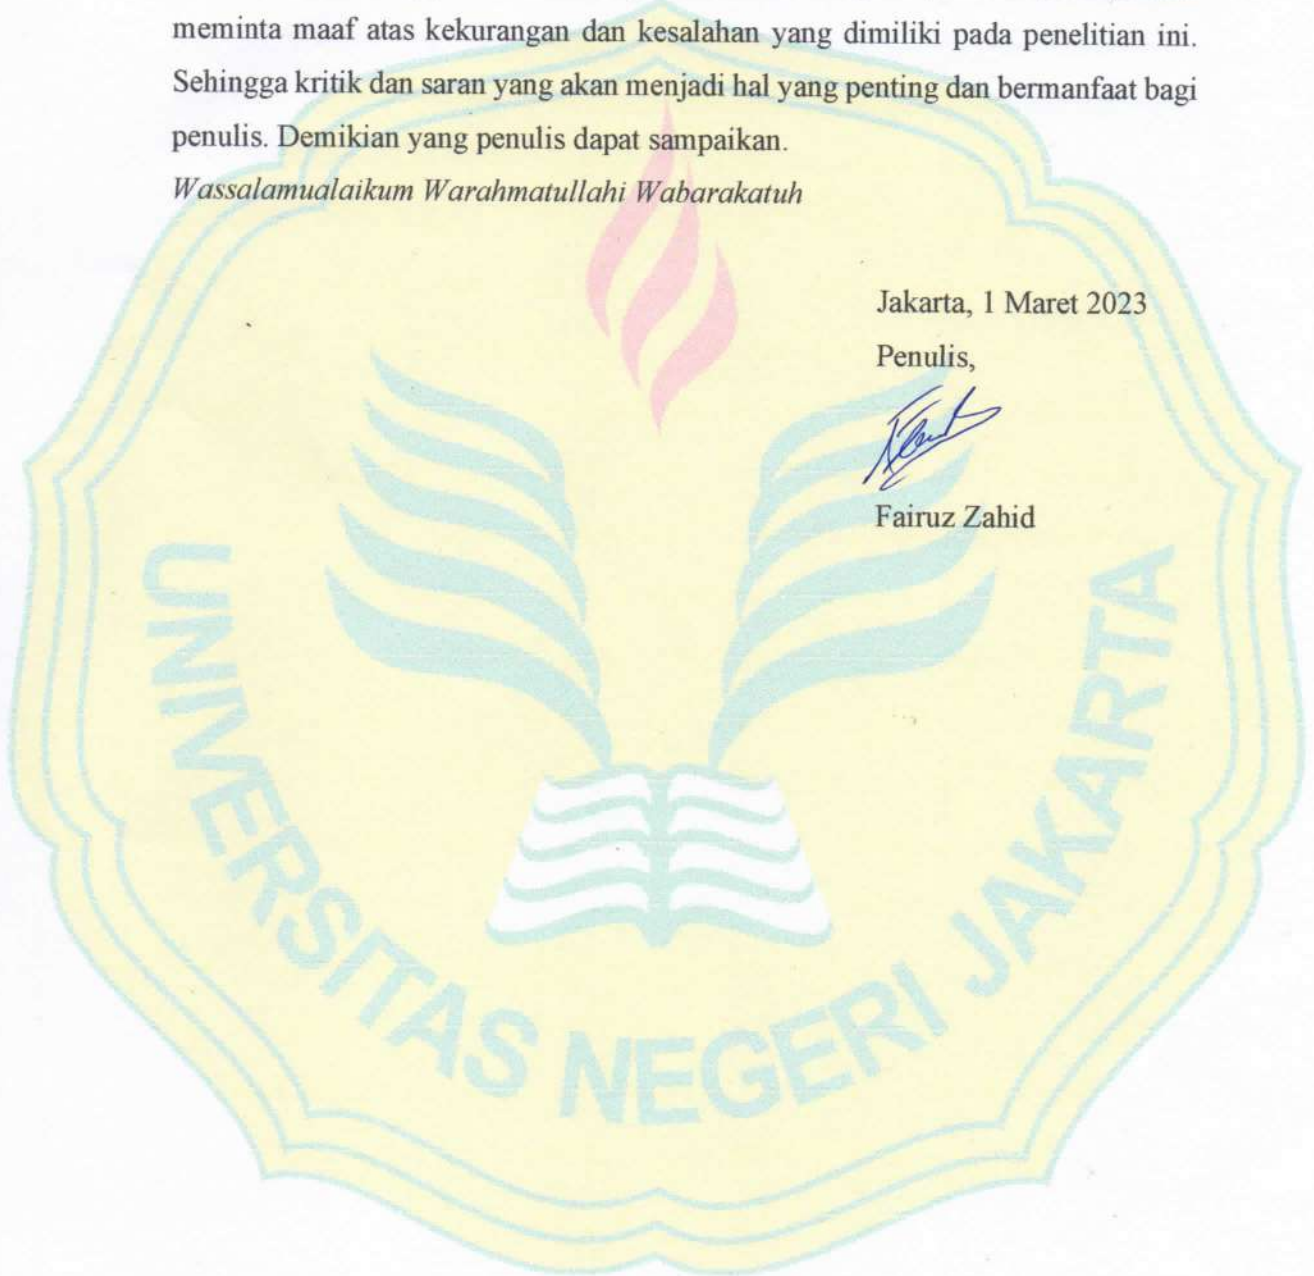 meminta maaf atas kekurangan dan kesalahan yang dimiliki pada penelitian ini.
Sehingga kritik dan saran yang akan menjadi hal yang penting dan bermanfaat bagi
penulis. Demikian yang penulis dapat sampaikan.
Wassalamualaikum Warahmatullahi Wabarakatuh
Jakarta, 1 Maret 2023
Penulis,
Fairuz Zahid
UNIVERSITAS NEGERI JAKARTA